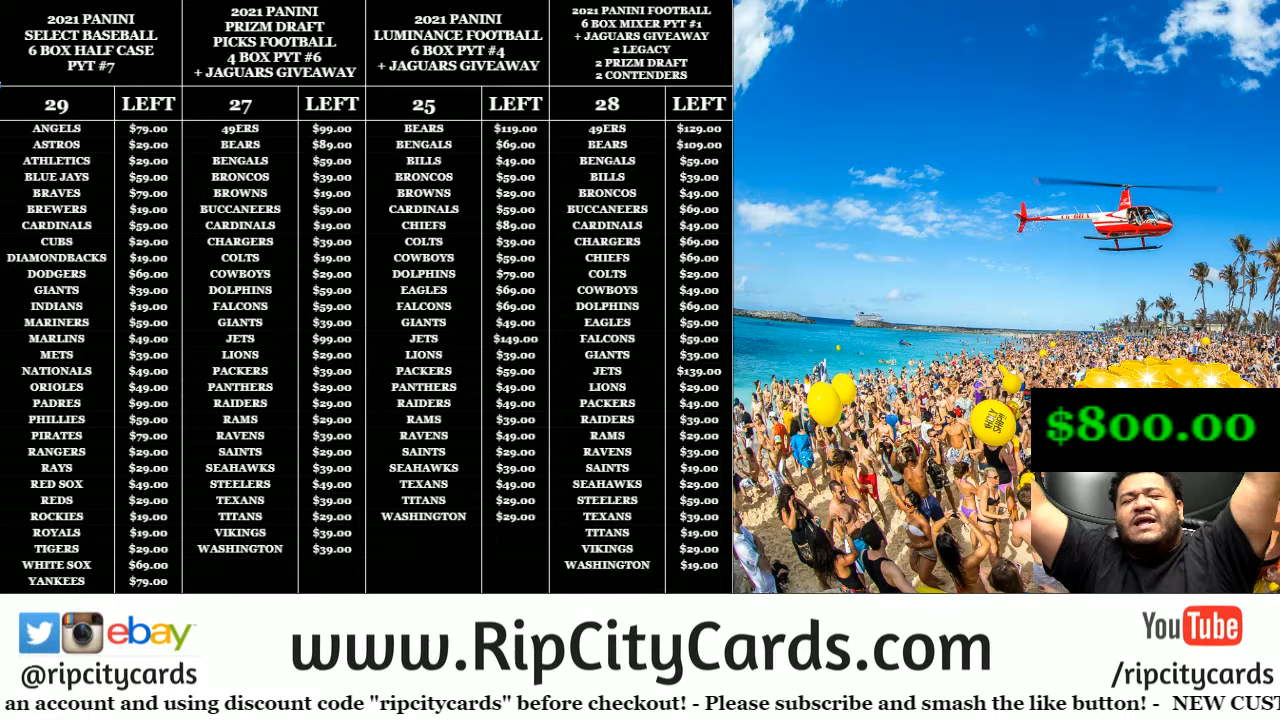 2021 PANINI
SELECT BASEBALL
6 BOX HALF CASE
PYT #7
29 LEFT
ANGELS $79.00
ASTROS $29.00
ATHLETICS $29.00
BLUE JAYS $59.00
BRAVES $79.00
BREWERS $19.00
CARDINALS $59.00
CUBS $29.00
DIAMONDBACKS $19.00
DODGERS $69.00
GIANTS $39.00
INDIANS $19.00
MARINERS $59.00
MARLINS $49.00
METS $39.00
NATIONALS $49.00
ORIOLES $49.00
PADRES $99.00
PHILLIES $59.00
PIRATES $79.00
RANGERS $29.00
RAYS $29.00
RED SOX $49.00
REDS $29.00
ROCKIES $19.00
ROYALS $19.00
TIGERS $29.00
WHITE SOX $69.00
YANKEES $79.00
2021 PANINI
PRIZM DRAFT
PICKS FOOTBALL
4 BOX PYT #6
+ JAGUARS GIVEAWAY
27 LEFT
49ERS $99.00
BEARS $89.00
BENGALS $59.00
BRONCOS $39.00
BROWNS $19.00
BUCCANEERS $59.00
CARDINALS $19.00
CHARGERS $39.00
COLTS $19.00
COWBOYS $29.00
DOLPHINS $59.00
FALCONS $59.00
GIANTS $39.00
JETS $99.00
LIONS $29.00
PACKERS $39.00
PANTHERS $29.00
RAIDERS $29.00
RAMS $29.00
RAVENS $39.00
SAINTS $29.00
SEAHAWKS $39.00
STEELERS $49.00
TEXANS $39.00
TITANS $29.00
VIKINGS $39.00
WASHINGTON $39.00
2021 PANINI
LUMINANCE FOOTBALL
6 BOX PYT #4
+ JAGUARS GIVEAWAY
25 LEFT
BEARS $119.00
BENGALS $69.00
BILLS $49.00
BRONCOS $59.00
BROWNS $29.00
CARDINALS $59.00
CHIEFS $89.00
COLTS $39.00
COWBOYS $59.00
DOLPHINS $79.00
EAGLES $69.00
FALCONS $69.00
GIANTS $49.00
JETS $149.00
LIONS $39.00
PACKERS $59.00
PANTHERS $49.00
RAIDERS $49.00
RAMS $39.00
RAVENS $49.00
SAINTS $29.00
SEAHAWKS $39.00
TEXANS $49.00
TITANS $29.00
WASHINGTON $29.00
2021 PANINI FOOTBALL
6 BOX MIXER PYT #1
+ JAGUARS GIVEAWAY
2 LEGACY
2 PRIZM DRAFT
2 CONTENDERS
28 LEFT
49ERS $129.00
BEARS $109.00
BENGALS $59.00
BILLS $39.00
BRONCOS $49.00
BUCCANEERS $69.00
CARDINALS $49.00
CHARGERS $69.00
CHIEFS $69.00
COLTS $29.00
COWBOYS $49.00
DOLPHINS $69.00
EAGLES $59.00
FALCONS $59.00
GIANTS $39.00
JETS $139.00
LIONS $29.00
PACKERS $49.00
RAIDERS $39.00
RAMS $29.00
RAVENS $39.00
SAINTS $19.00
SEAHAWKS $29.00
STEELERS $59.00
TEXANS $39.00
TITANS $19.00
VIKINGS $29.00
WASHINGTON $19.00
$800.00
ebay
@ripcitycards
www.RipCityCards.com
YouTube
/ripcitycards
an account and using discount code "ripcitycards" before checkout! - Please subscribe and smash the like button! - NEW CUST